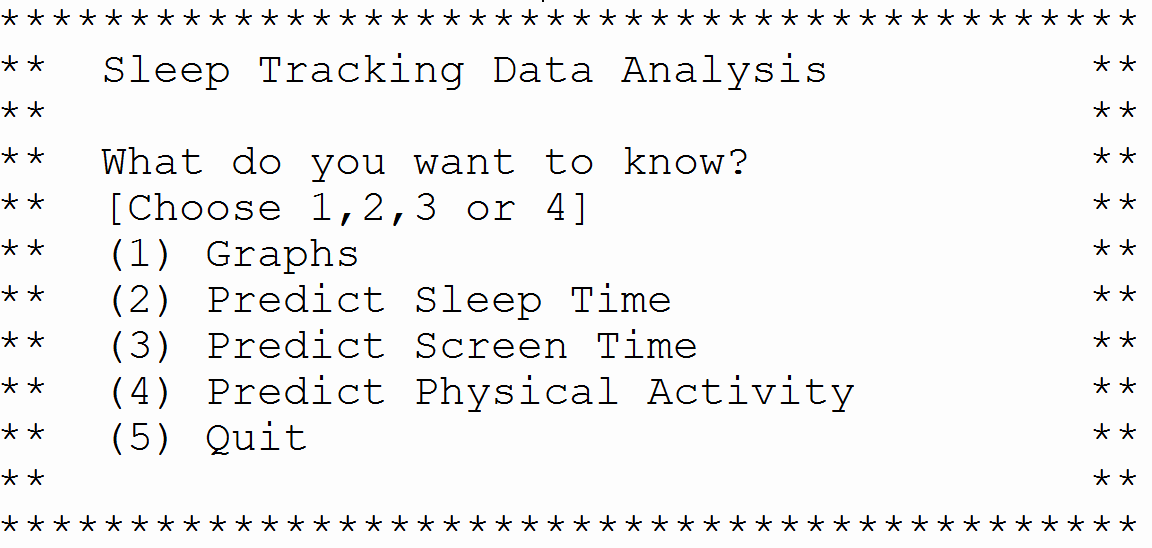 ********************************************
** Sleep Tracking Data Analysis **
** **
** What do you want to know? **
** [Choose 1,2,3 or 4] **
** (1) Graphs **
** (2) Predict Sleep Time **
** (3) Predict Screen Time **
** (4) Predict Physical Activity **
** (5) Quit **
** **
********************************************